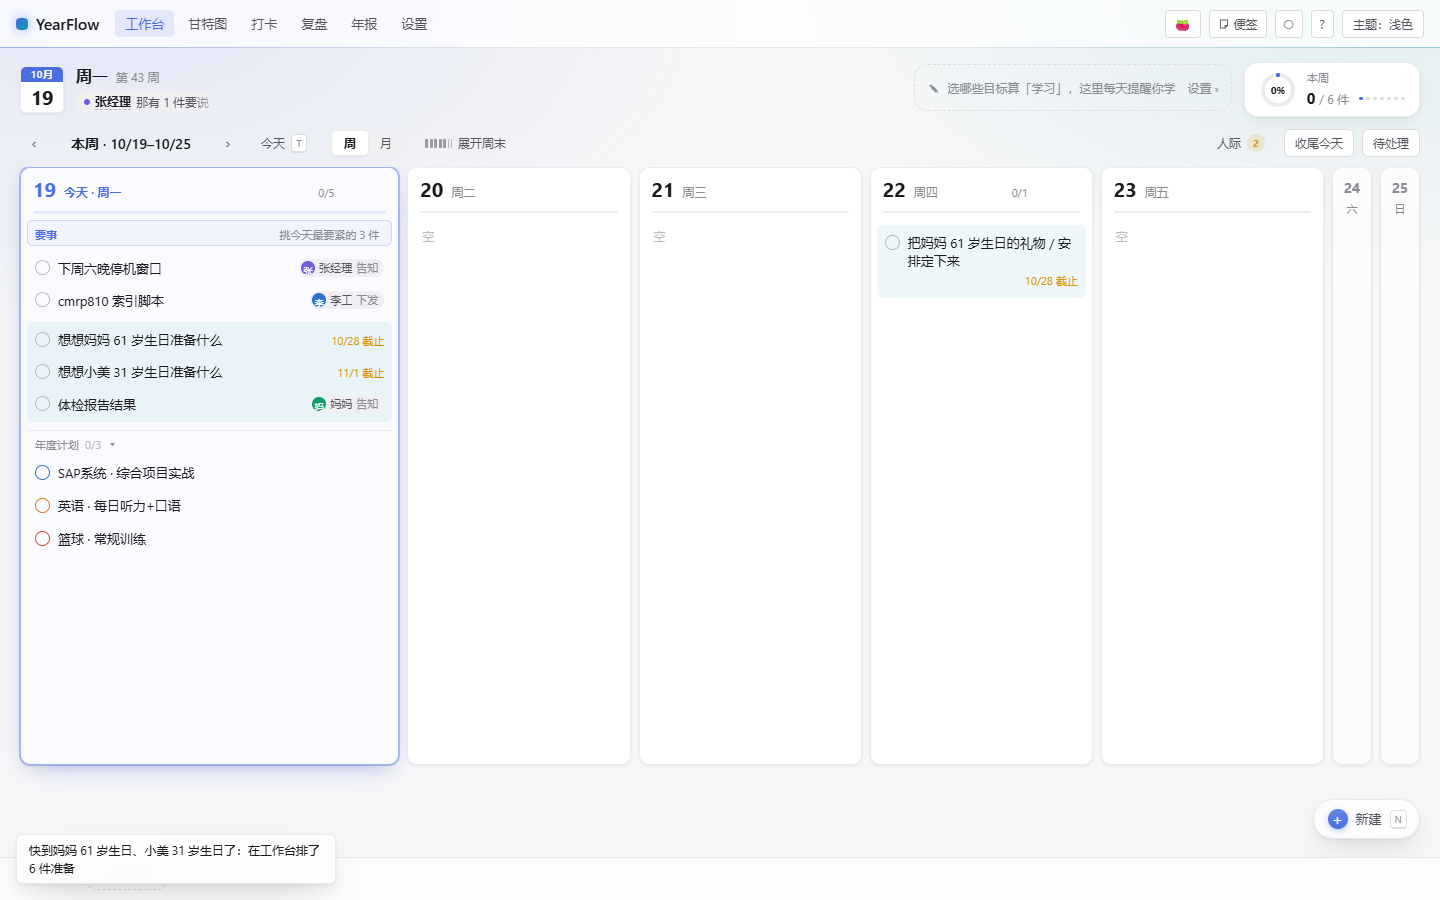 YearFlow 工作台 甘特图 打卡 复盘 年报 设置
便签 ? 主题：浅色
10月
19
周一 第 43 周
张经理 那有 1 件要说
选哪些目标算「学习」，这里每天提醒你学 设置 ›
0%
本周
0 / 6 件
‹ 本周 · 10/19–10/25 › 今天 T 周 月 展开周末
人际 2 收尾今天 待处理
19 今天 · 周一 0/5
要事 挑今天最要紧的 3 件
下周六晚停机窗口 张经理 告知
cmrp810 索引脚本 李工 下发
想想妈妈 61 岁生日准备什么 10/28 截止
想想小美 31 岁生日准备什么 11/1 截止
体检报告结果 妈妈 告知
年度计划 0/3
SAP系统 · 综合项目实战
英语 · 每日听力+口语
篮球 · 常规训练
20 周二
空
21 周三
空
22 周四 0/1
把妈妈 61 岁生日的礼物 / 安
排定下来
10/28 截止
23 周五
空
24
六
25
日
+ 新建 N
快到妈妈 61 岁生日、小美 31 岁生日了：在工作台排了
6 件准备